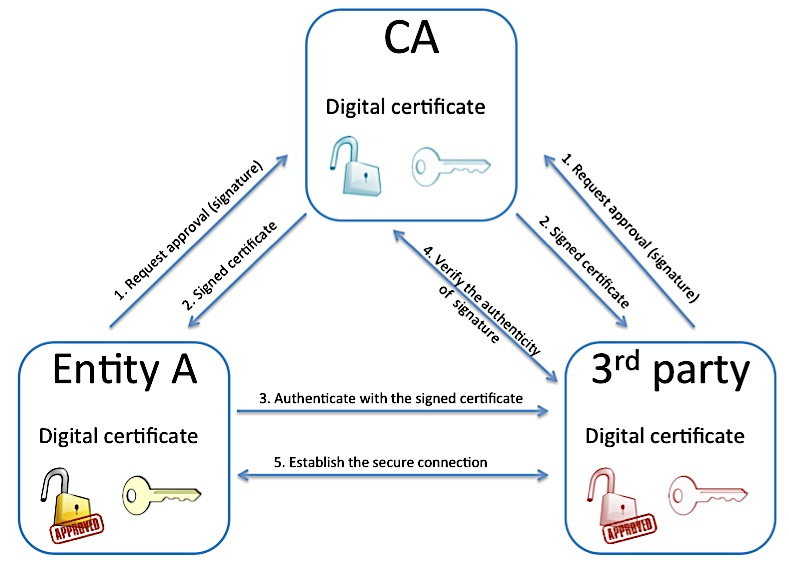 CA
Digital certificate
1. Request approval (signature)
2. Signed certificate
1. Request approval (signature)
2. Signed certificate
4. Verify the authenticity
of signature
Entity A
Digital certificate
APPROVED
3. Authenticate with the signed certificate
5. Establish the secure connection
3rd party
Digital certificate
APPROVED